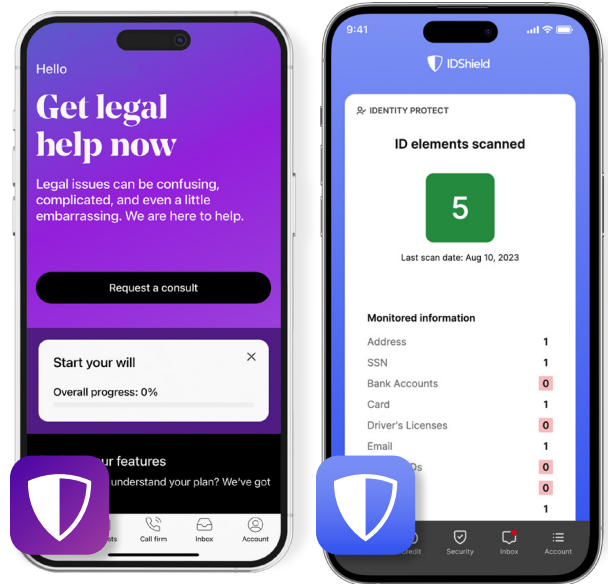 Hello
Get legal
help now
Legal issues can be confusing,
complicated, and even a little
embarrassing. We are here to help.
Request a consult
Start your will
Overall progress: 0%
features
understand your plan? We've got
Call firm
Inbox
Account
9:41
IDShield
IDENTITY PROTECT
ID elements scanned
5
Last scan date: Aug 10, 2023
Monitored information
Address 1
SSN 1
Bank Accounts 0
Card 1
Driver's Licenses 0
Email 1
0
0
1
Security
Inbox
Account